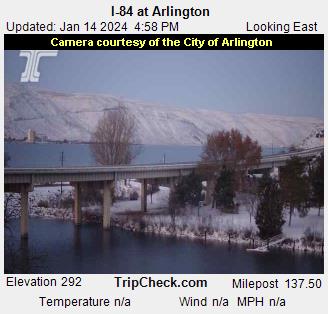 I-84 at Arlington
Updated: Jan 14 2024 4:58 PM Looking East
Camera courtesy of the City of Arlington
Elevation 292 TripCheck.com Milepost 137.50
Temperature n/a Wind n/a MPH n/a